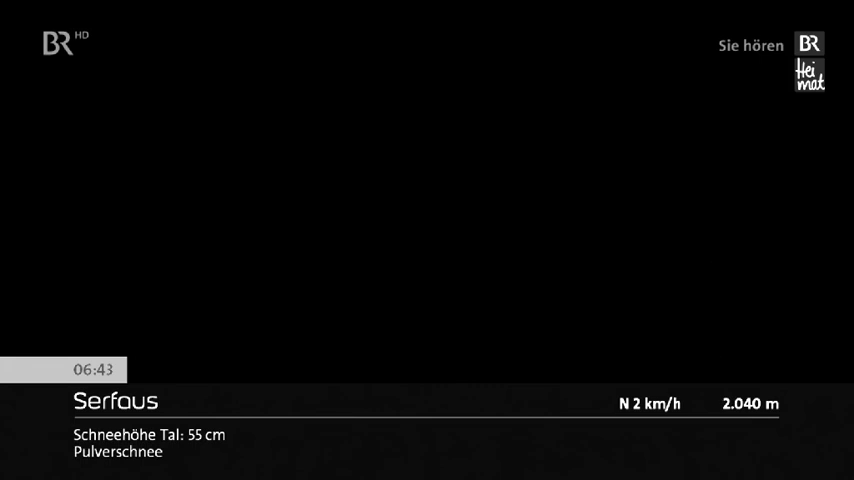 BR HD
Sie hören BR
Hei
mat
06:43
Serfaus N 2 km/h 2.040 m
Schneehöhe Tal: 55 cm
Pulverschnee